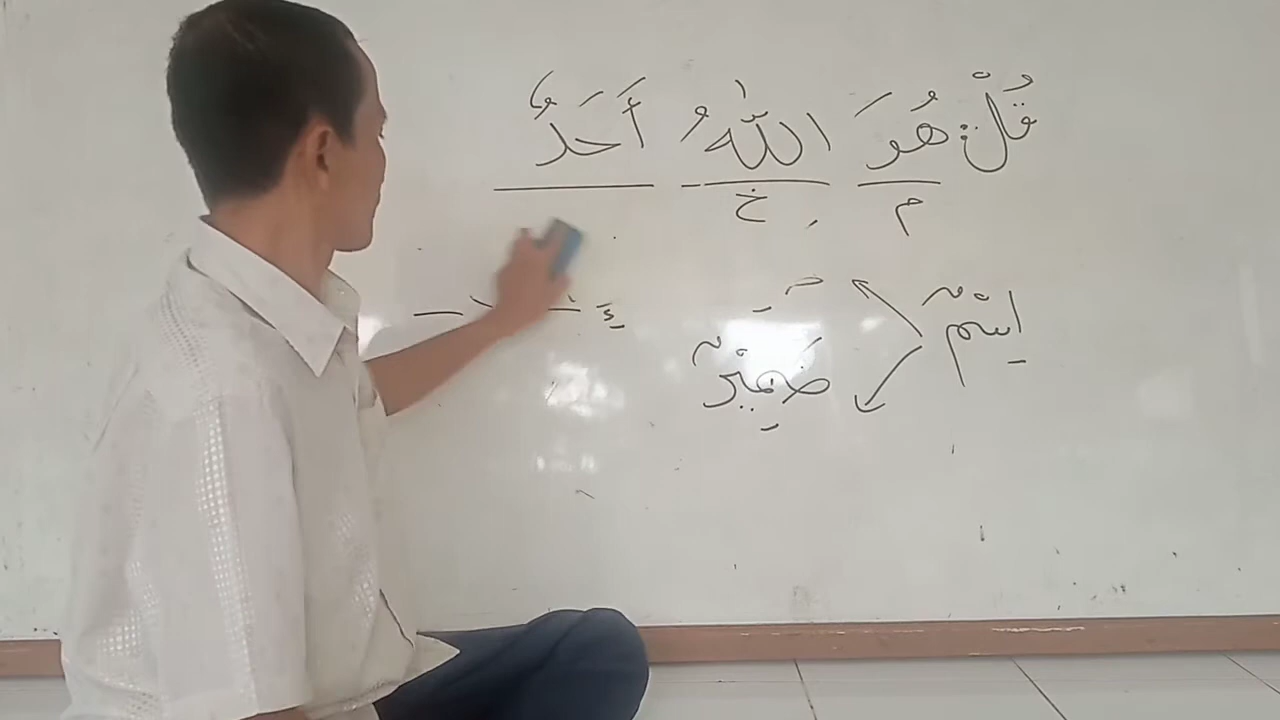 قُلْ: هُوَ اللّٰهُ أَحَدٌ
م خ
اِسْمٌ
ضَمِيْرٌ